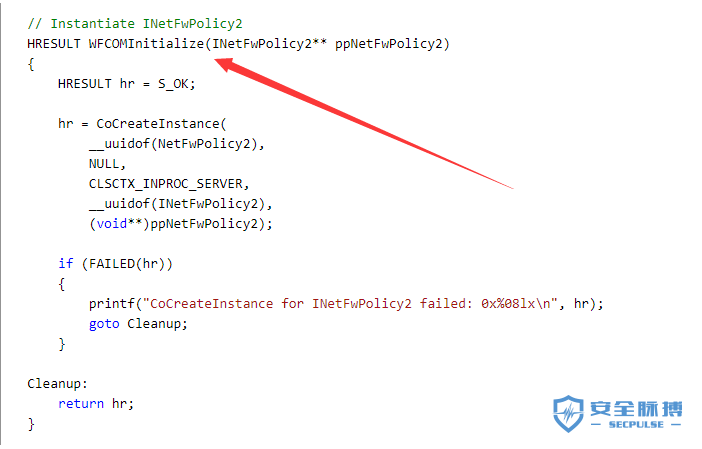 // Instantiate INetFwPolicy2
HRESULT WFCOMInitialize(INetFwPolicy2** ppNetFwPolicy2)
{
    HRESULT hr = S_OK;

    hr = CoCreateInstance(
        __uuidof(NetFwPolicy2),
        NULL,
        CLSCTX_INPROC_SERVER,
        __uuidof(INetFwPolicy2),
        (void**)ppNetFwPolicy2);

    if (FAILED(hr))
    {
        printf("CoCreateInstance for INetFwPolicy2 failed: 0x%08lx\n", hr);
        goto Cleanup;
    }

Cleanup:
    return hr;
}
安全脉搏
SECPULSE